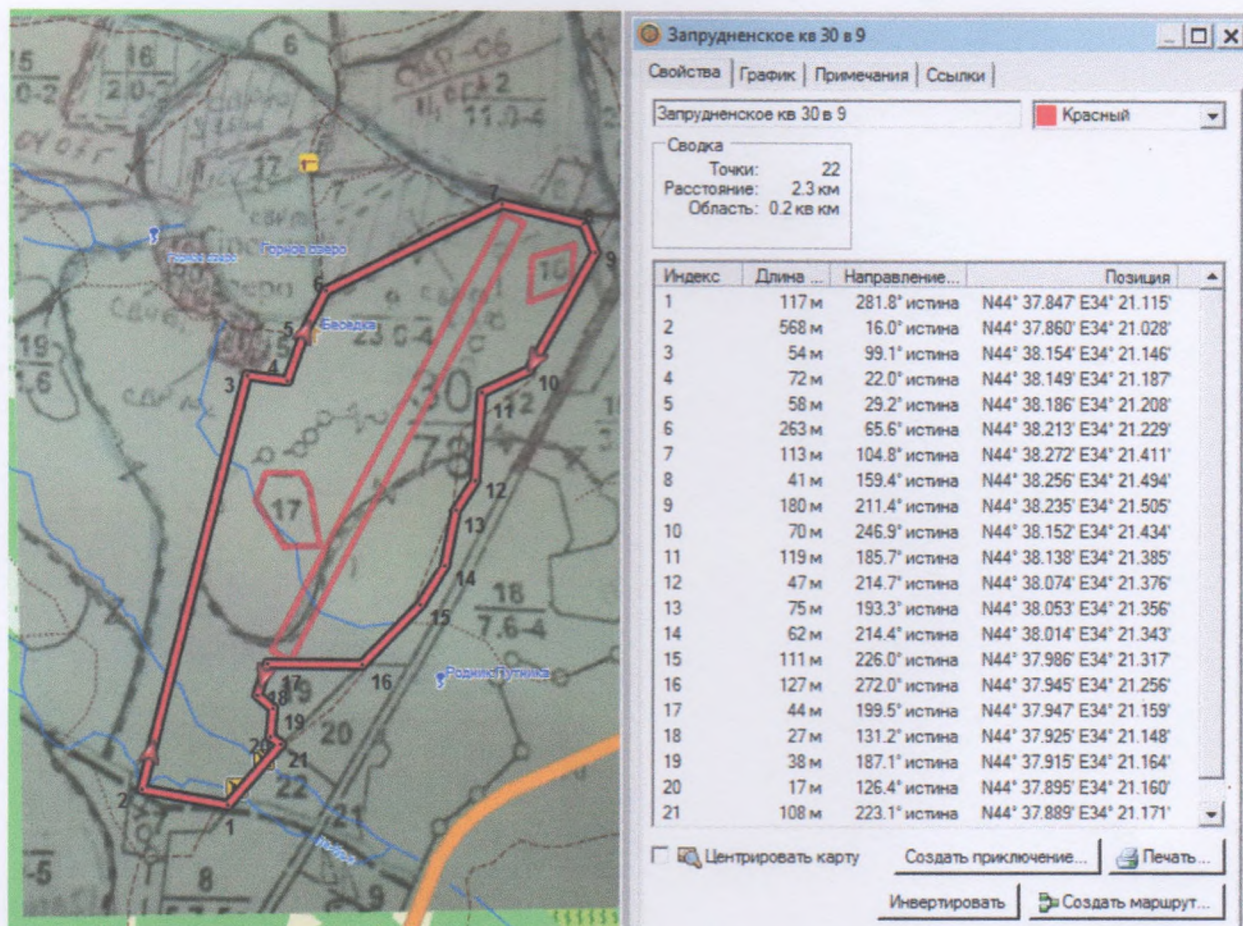 6
16
17
2
11.0-4
Горное озеро
Горное озеро
Беседка
7
8
9
6
5
4
3
10
11
12
13
14
15
16
17
18
19
20
21
1
2
16
17
30
18
7.6-4
19
20
22
21
8
9
Родник Путника
Запрудненское кв 30 в 9
Свойства График Примечания Ссылки
Запрудненское кв 30 в 9 Красный
Сводка
Точки: 22
Расстояние: 2.3 км
Область: 0.2 кв км
Индекс Длина ... Направление... Позиция
1 117 м 281.8° истина N44° 37.847' E34° 21.115'
2 568 м 16.0° истина N44° 37.860' E34° 21.028'
3 54 м 99.1° истина N44° 38.154' E34° 21.146'
4 72 м 22.0° истина N44° 38.149' E34° 21.187'
5 58 м 29.2° истина N44° 38.186' E34° 21.208'
6 263 м 65.6° истина N44° 38.213' E34° 21.229'
7 113 м 104.8° истина N44° 38.272' E34° 21.411'
8 41 м 159.4° истина N44° 38.256' E34° 21.494'
9 180 м 211.4° истина N44° 38.235' E34° 21.505'
10 70 м 246.9° истина N44° 38.152' E34° 21.434'
11 119 м 185.7° истина N44° 38.138' E34° 21.385'
12 47 м 214.7° истина N44° 38.074' E34° 21.376'
13 75 м 193.3° истина N44° 38.053' E34° 21.356'
14 62 м 214.4° истина N44° 38.014' E34° 21.343'
15 111 м 226.0° истина N44° 37.986' E34° 21.317'
16 127 м 272.0° истина N44° 37.945' E34° 21.256'
17 44 м 199.5° истина N44° 37.947' E34° 21.159'
18 27 м 131.2° истина N44° 37.925' E34° 21.148'
19 38 м 187.1° истина N44° 37.915' E34° 21.164'
20 17 м 126.4° истина N44° 37.895' E34° 21.160'
21 108 м 223.1° истина N44° 37.889' E34° 21.171'
Центрировать карту Создать приключение... Печать...
Инвертировать Создать маршрут...